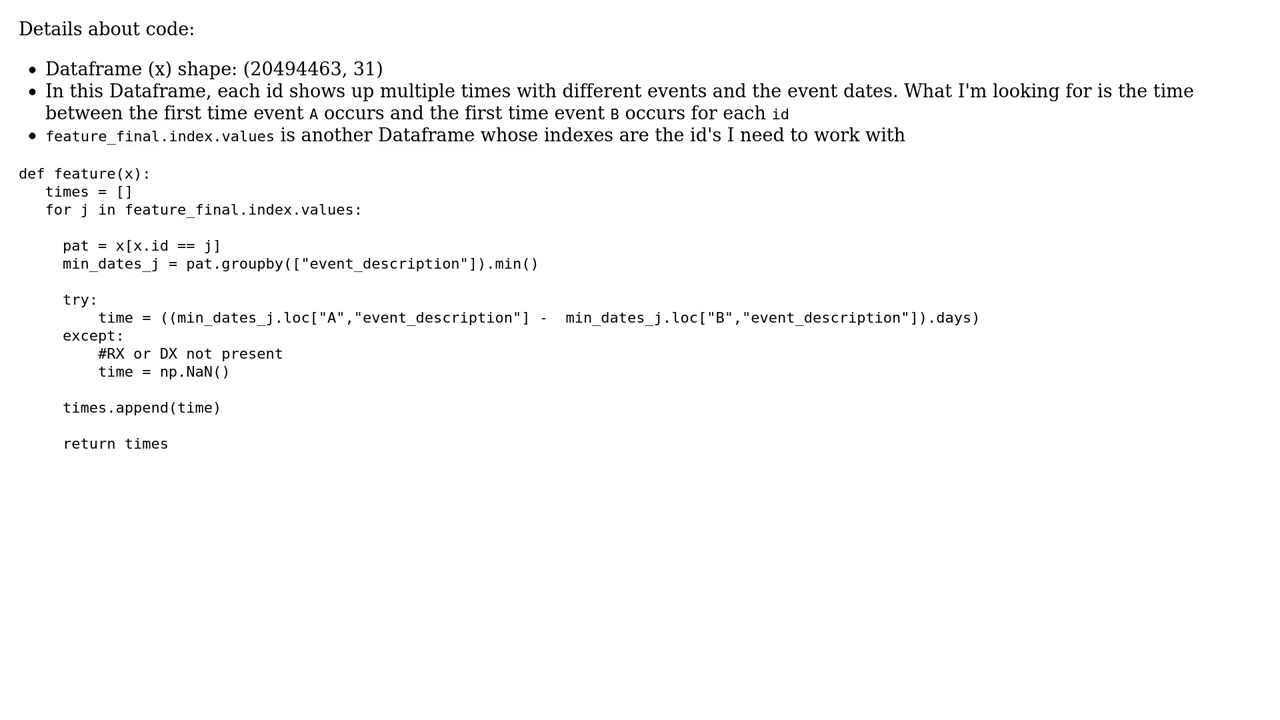 Details about code:
• Dataframe (x) shape: (20494463, 31)
• In this Dataframe, each id shows up multiple times with different events and the event dates. What I'm looking for is the time
between the first time event A occurs and the first time event B occurs for each id
• feature_final.index.values is another Dataframe whose indexes are the id's I need to work with
def feature(x):
   times = []
   for j in feature_final.index.values:
     pat = x[x.id == j]
     min_dates_j = pat.groupby(["event_description"]).min()
     try:
         time = ((min_dates_j.loc["A","event_description"] -  min_dates_j.loc["B","event_description"]).days)
     except:
         #RX or DX not present
         time = np.NaN()
     times.append(time)
     return times